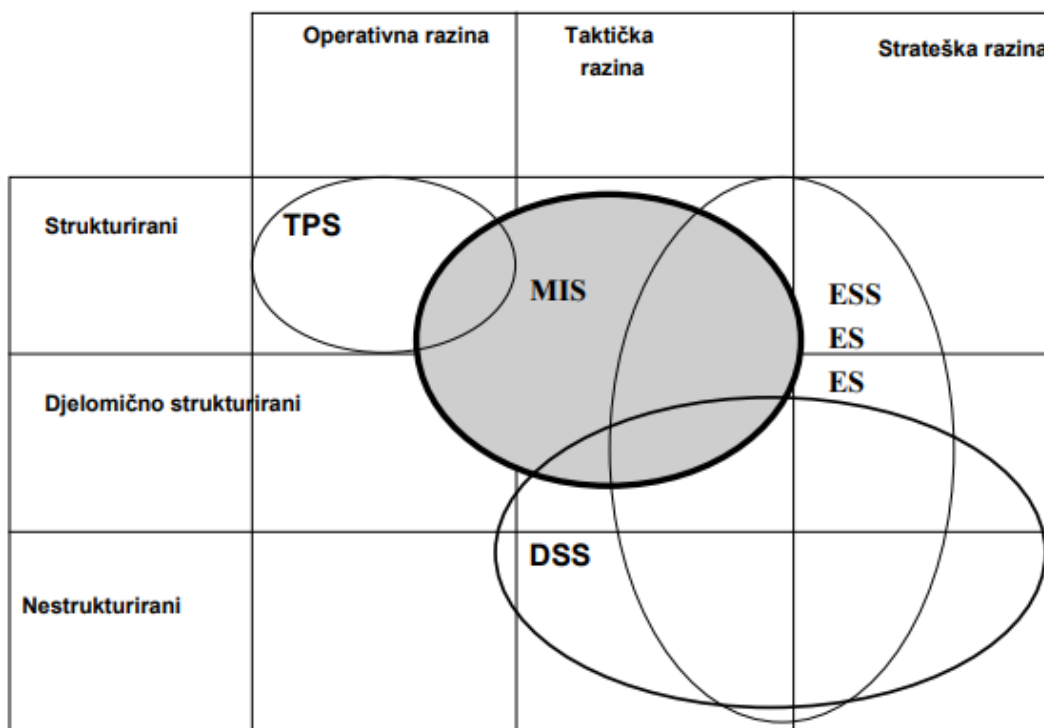 Operativna razina
Taktička
razina
Strateška razina
Strukturirani
TPS
MIS
ESS
ES
ES
Djelomično strukturirani
DSS
Nestrukturirani